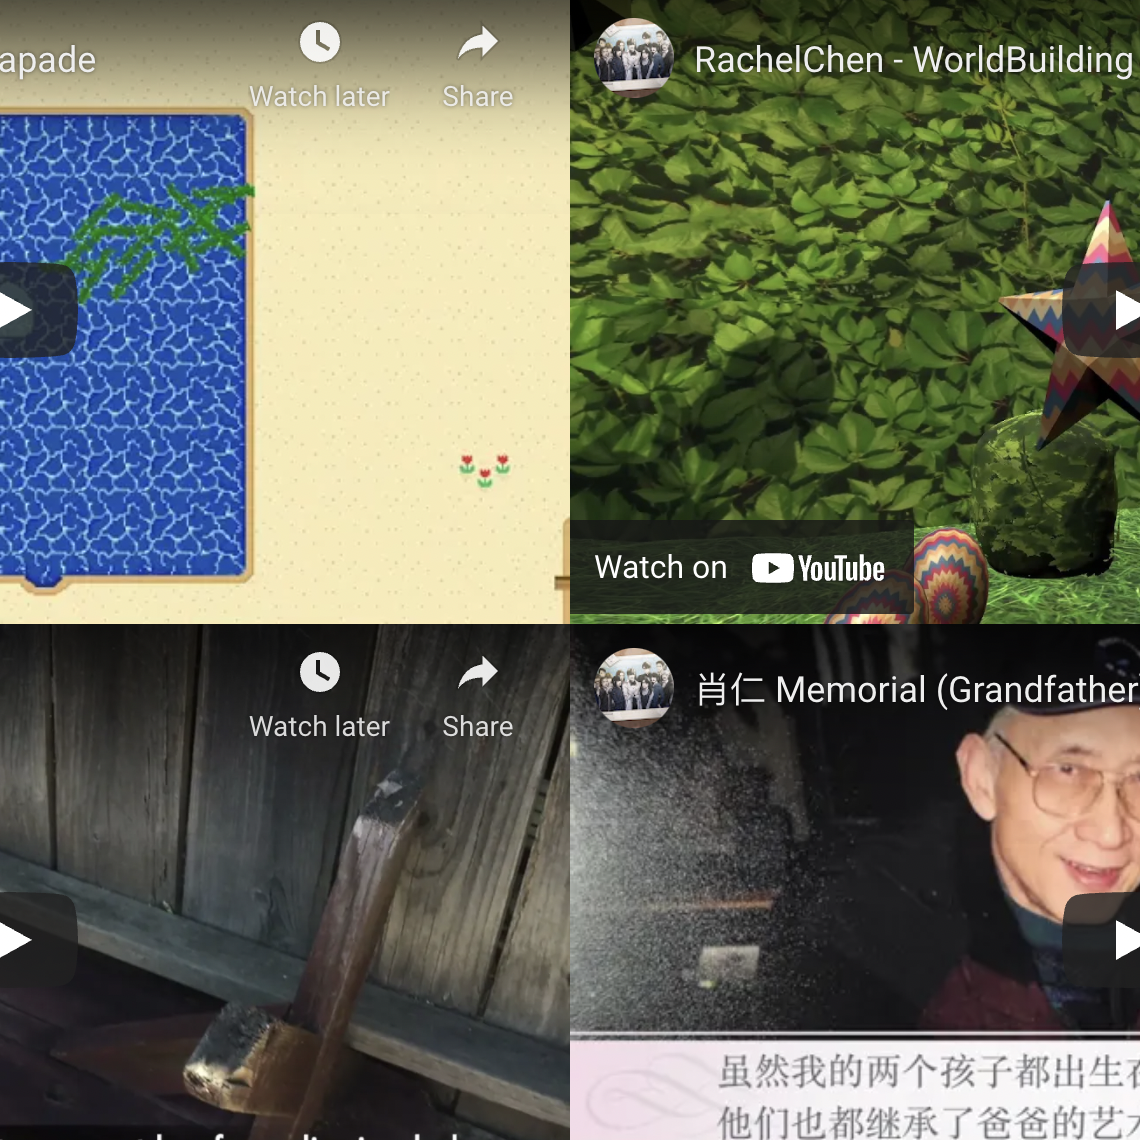 apade
Watch later
Share
RachelChen - WorldBuilding
Watch on YouTube
Watch later
Share
肖仁 Memorial (Grandfather)
虽然我的两个孩子都出生在
他们也都继承了爸爸的艺术